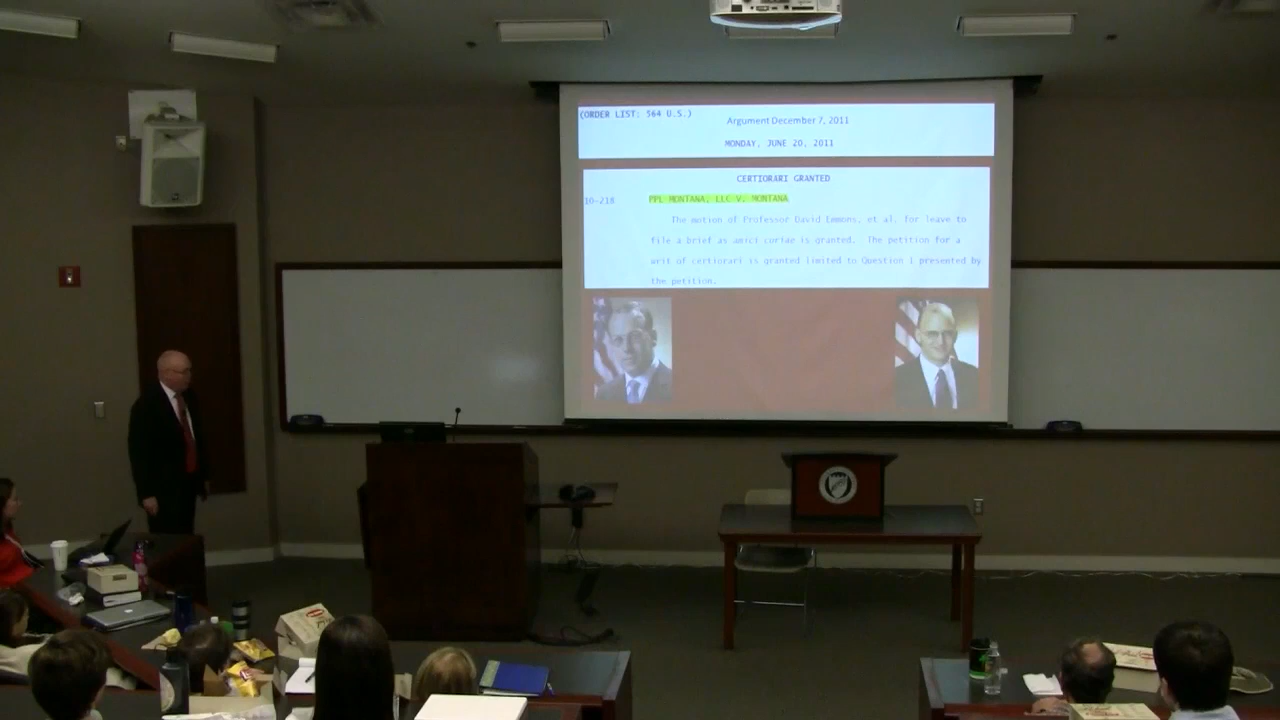 (ORDER LIST: 564 U.S.)
Argument December 7, 2011
MONDAY, JUNE 20, 2011
CERTIORARI GRANTED
10-218
PPL MONTANA, LLC V. MONTANA
The motion of Professor David Emmons, et al. for leave to
file a brief as amici curiae is granted. The petition for a
writ of certiorari is granted limited to Question 1 presented by
the petition.